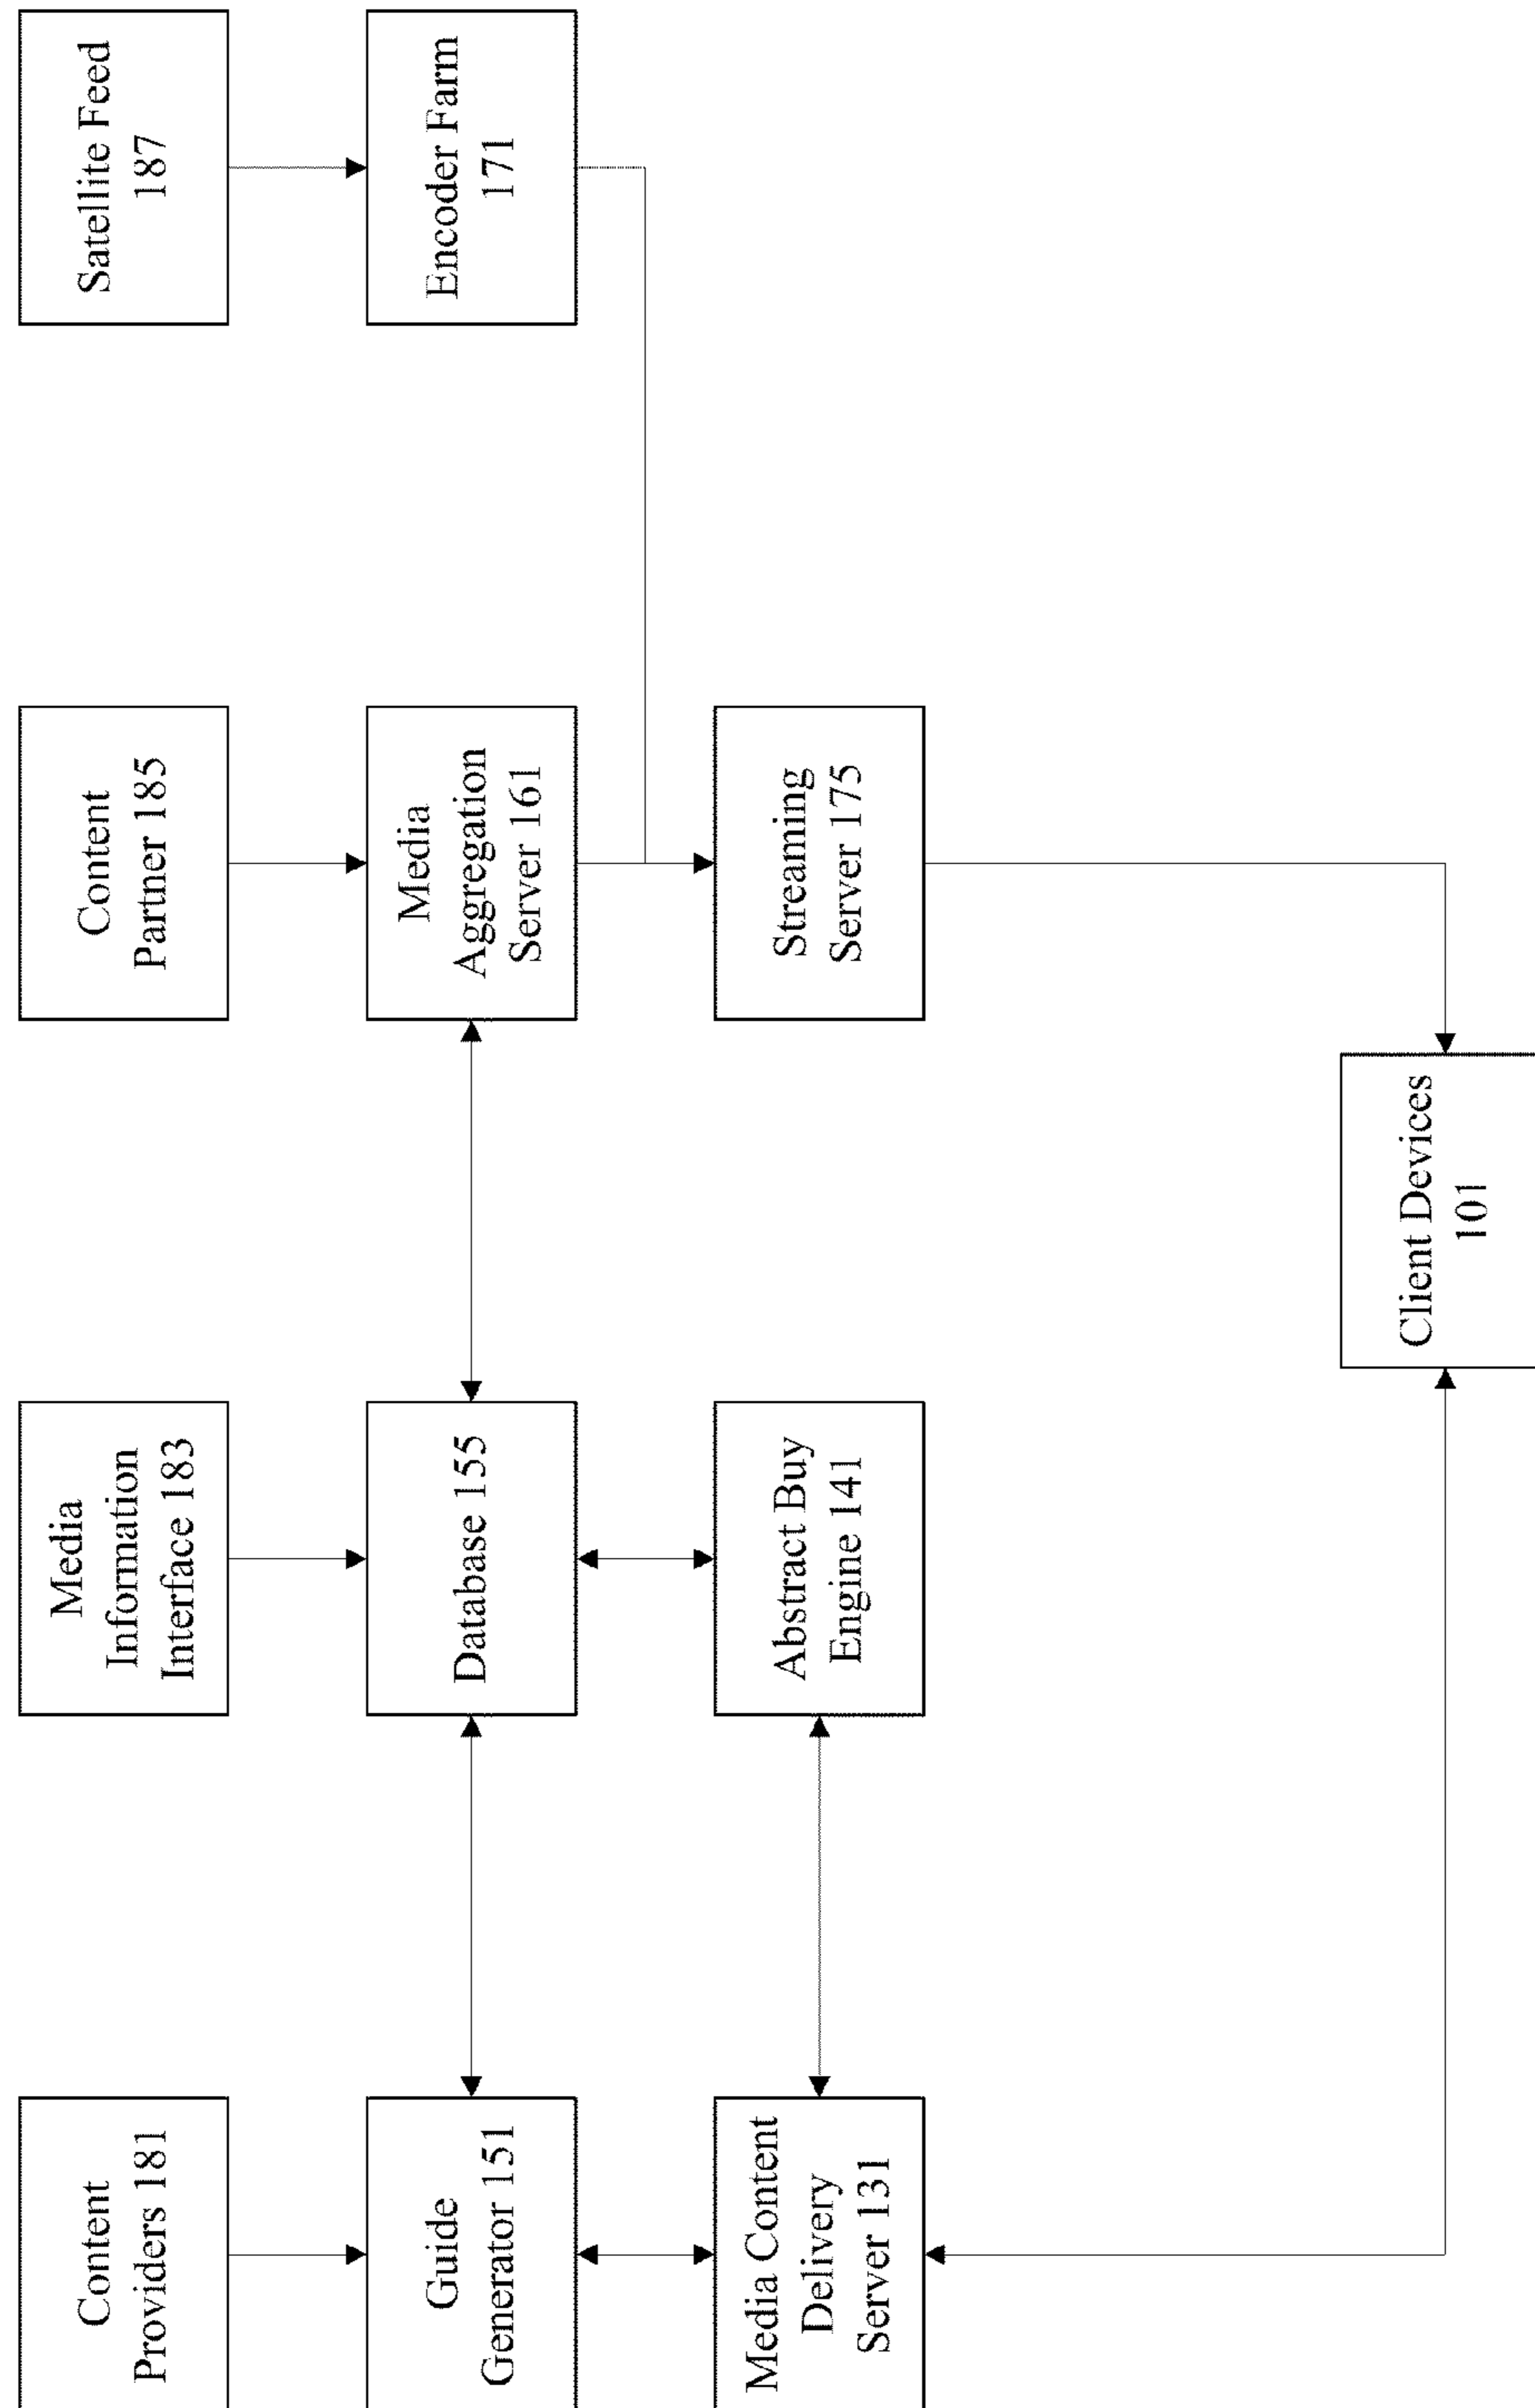 Content
Providers 181
Media
Information
Interface 183
Content
Partner 185
Satellite Feed
187
Guide
Generator 151
Database 155
Media
Aggregation
Server 161
Encoder Farm
171
Media Content
Delivery
Server 131
Abstract Buy
Engine 141
Streaming
Server 175
Client Devices
101